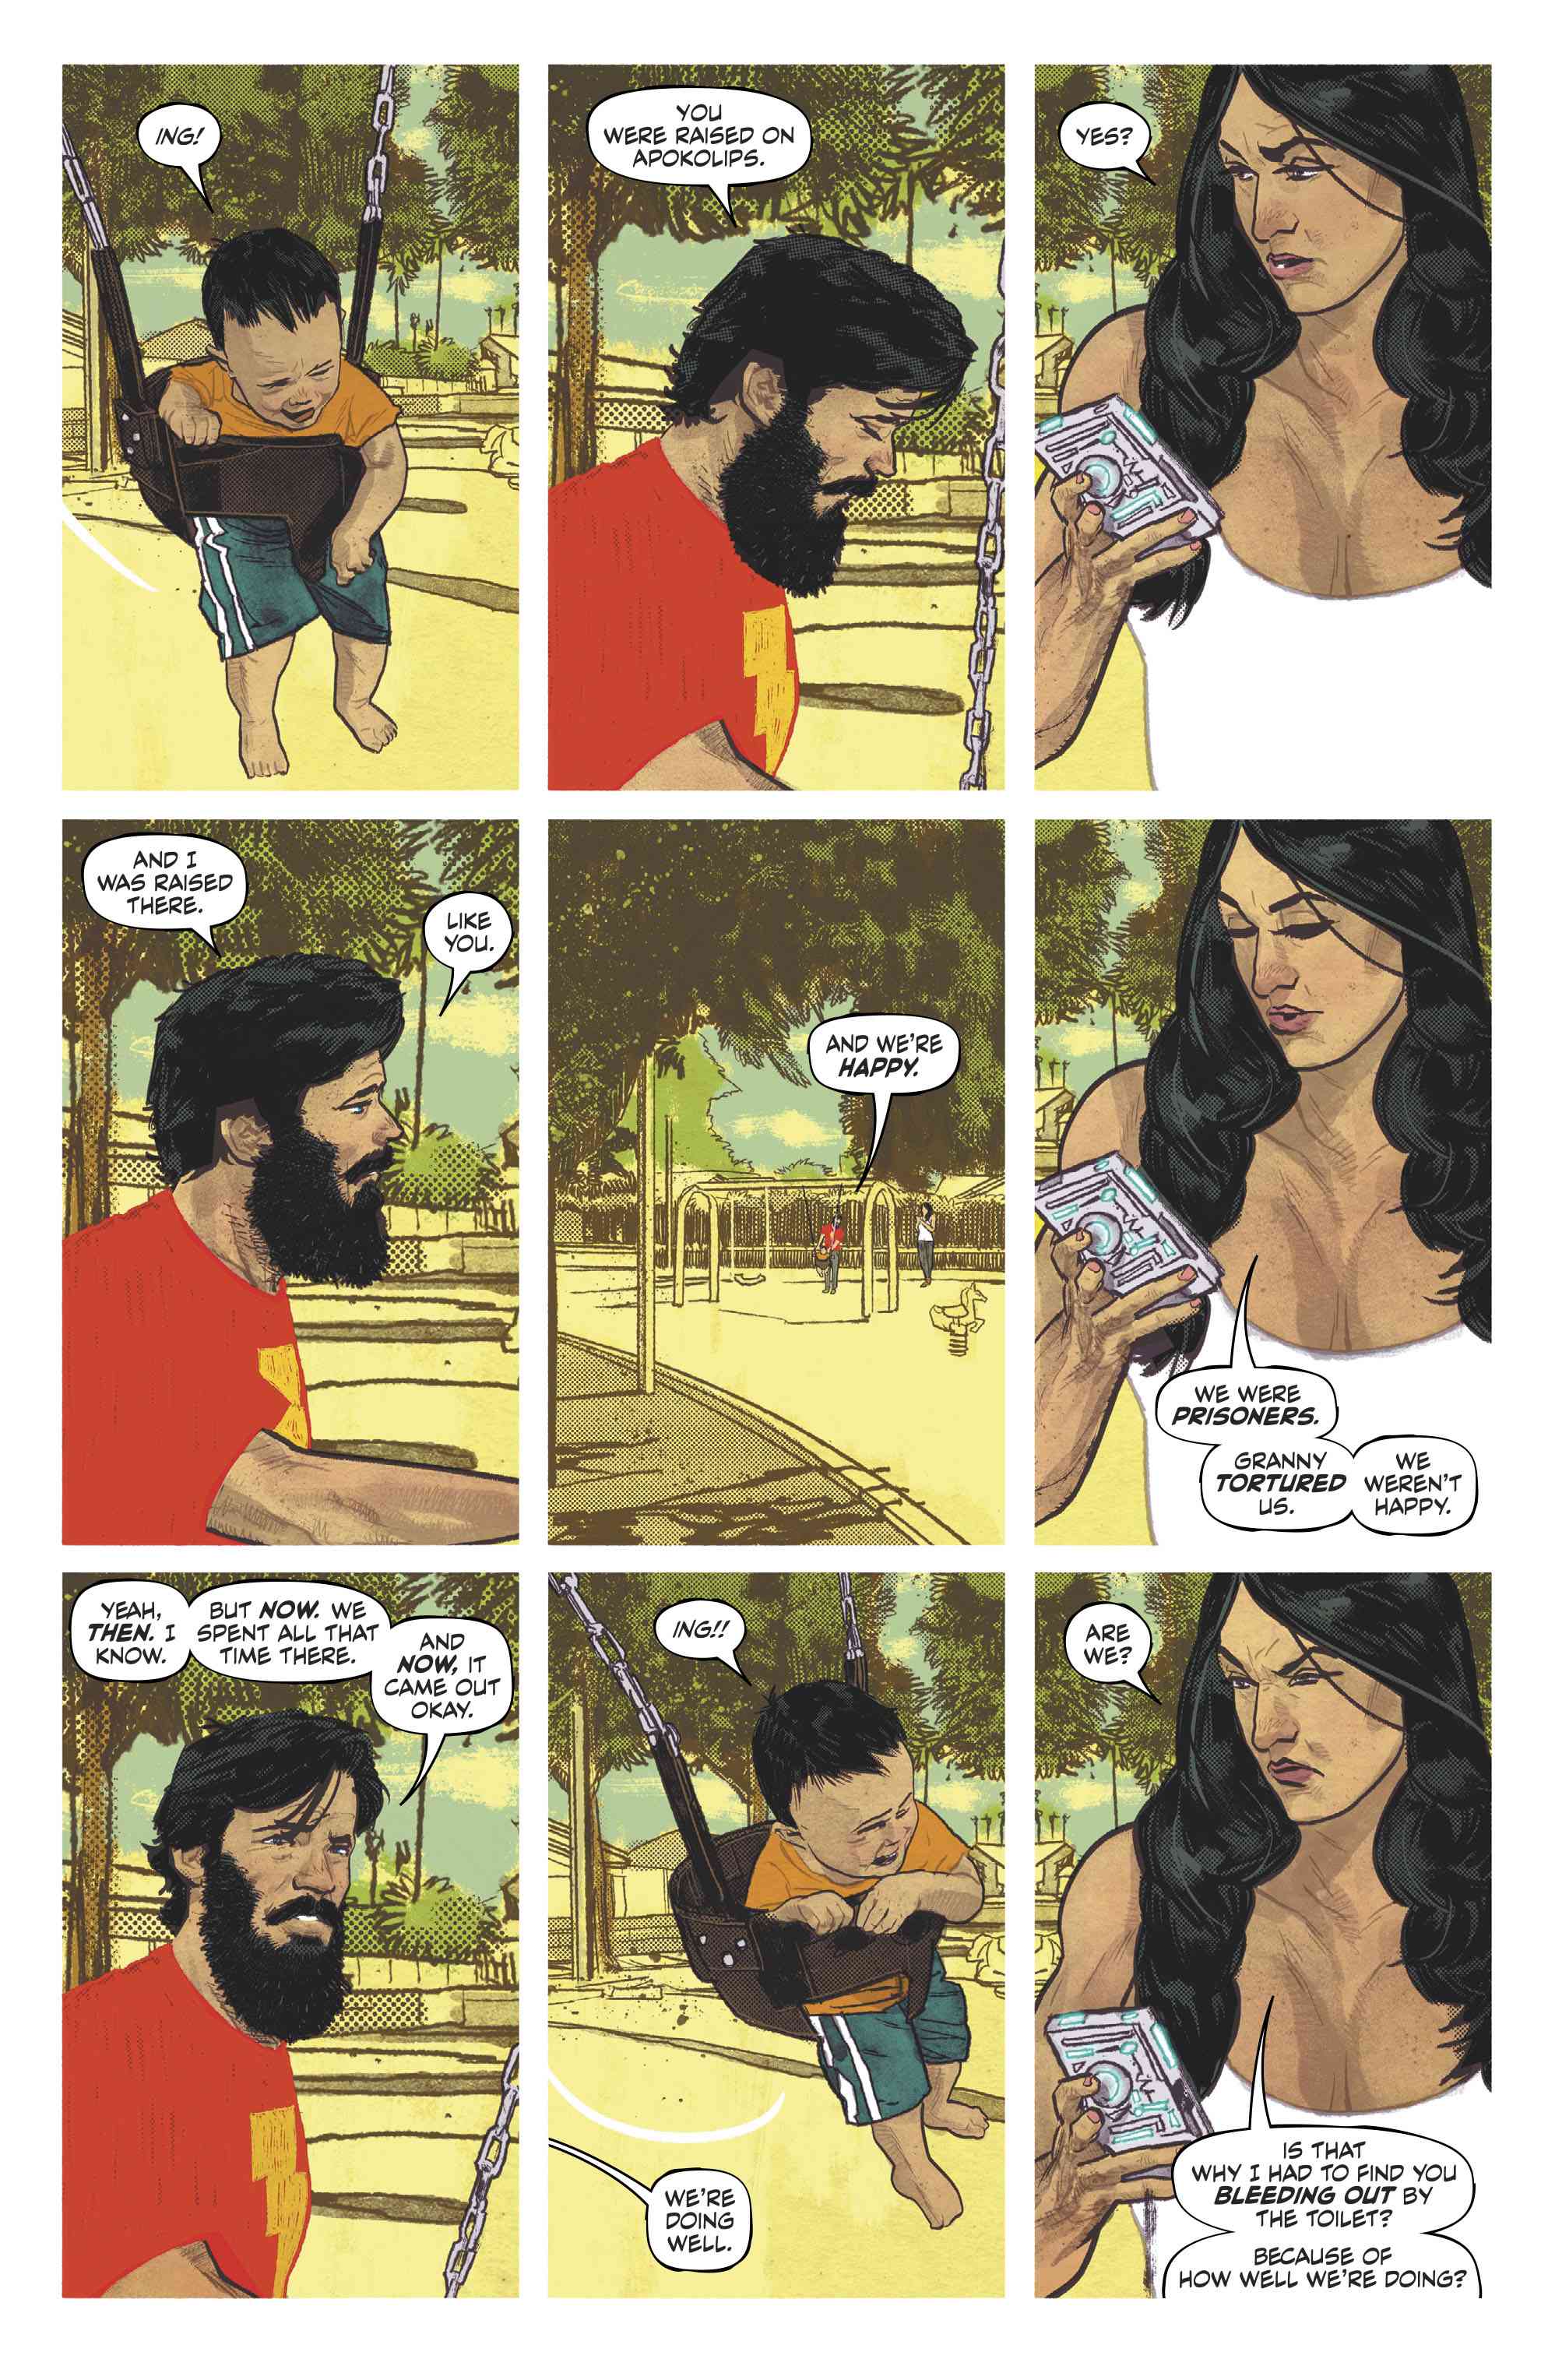 ING!
YOU
WERE RAISED ON
APOKOLIPS.
YES?
AND I
WAS RAISED
THERE.
LIKE
YOU.
AND WE'RE
HAPPY.
WE WERE
PRISONERS.
GRANNY
TORTURED
US.
WE
WEREN'T
HAPPY.
YEAH,
THEN. I
KNOW.
BUT NOW. WE
SPENT ALL THAT
TIME THERE.
AND
NOW, IT
CAME OUT
OKAY.
ING!!
WE'RE
DOING
WELL.
ARE
WE?
IS THAT
WHY I HAD TO FIND YOU
BLEEDING OUT BY
THE TOILET?
BECAUSE OF
HOW WELL WE'RE DOING?